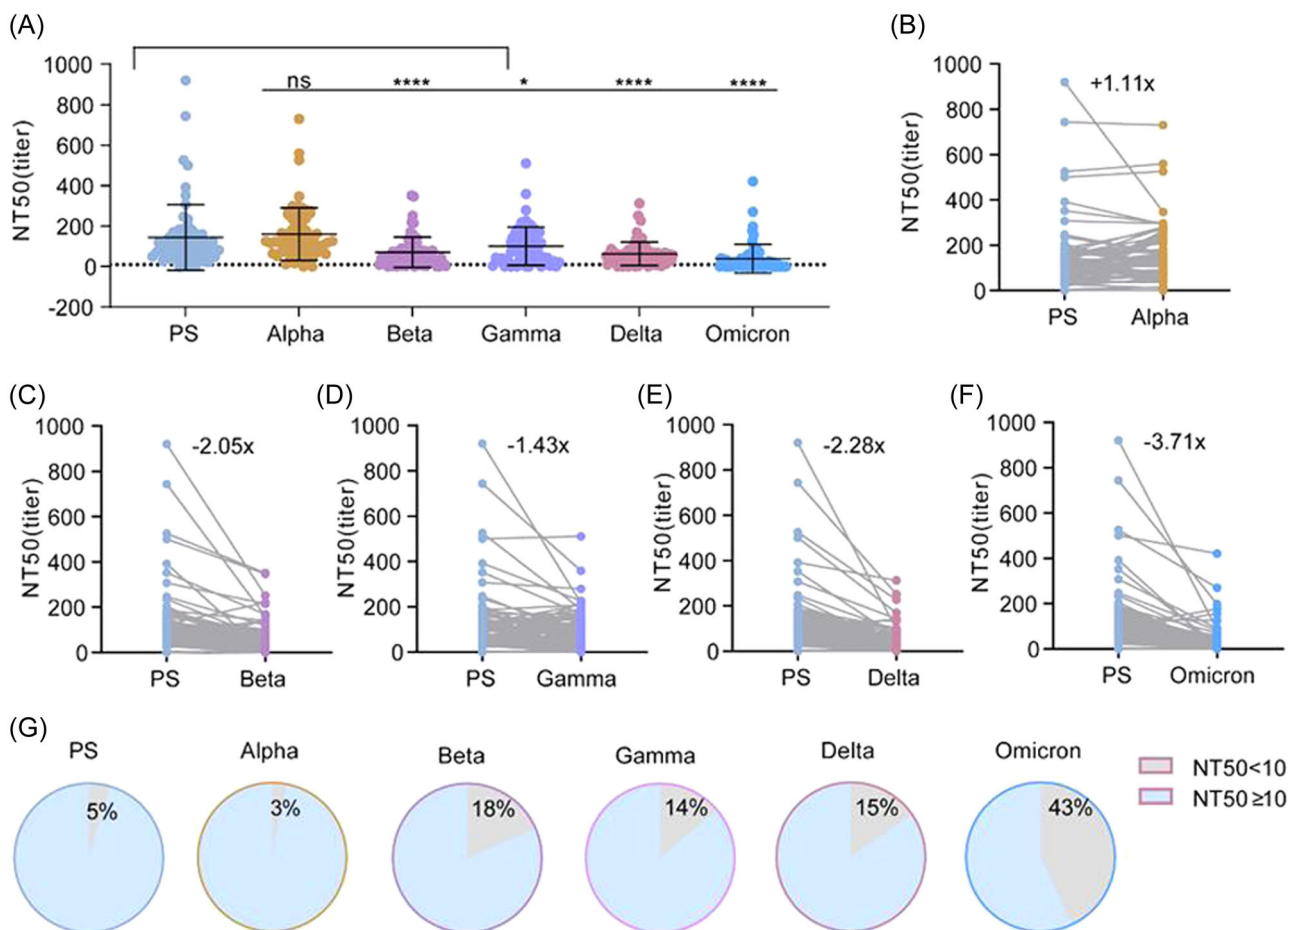 (A)
NT50(titer)
1000
800
600
400
200
0
-200
ns
****
*
****
****
PS
Alpha
Beta
Gamma
Delta
Omicron
(B)
NT50(titer)
1000
800
600
400
200
0
+1.11x
PS
Alpha
(C)
NT50(titer)
1000
800
600
400
200
0
-2.05x
PS
Beta
(D)
NT50(titer)
1000
800
600
400
200
0
-1.43x
PS
Gamma
(E)
NT50(titer)
1000
800
600
400
200
0
-2.28x
PS
Delta
(F)
NT50(titer)
1000
800
600
400
200
0
-3.71x
PS
Omicron
(G)
PS
5%
Alpha
3%
Beta
18%
Gamma
14%
Delta
15%
Omicron
43%
NT50<10
NT50 ≥10